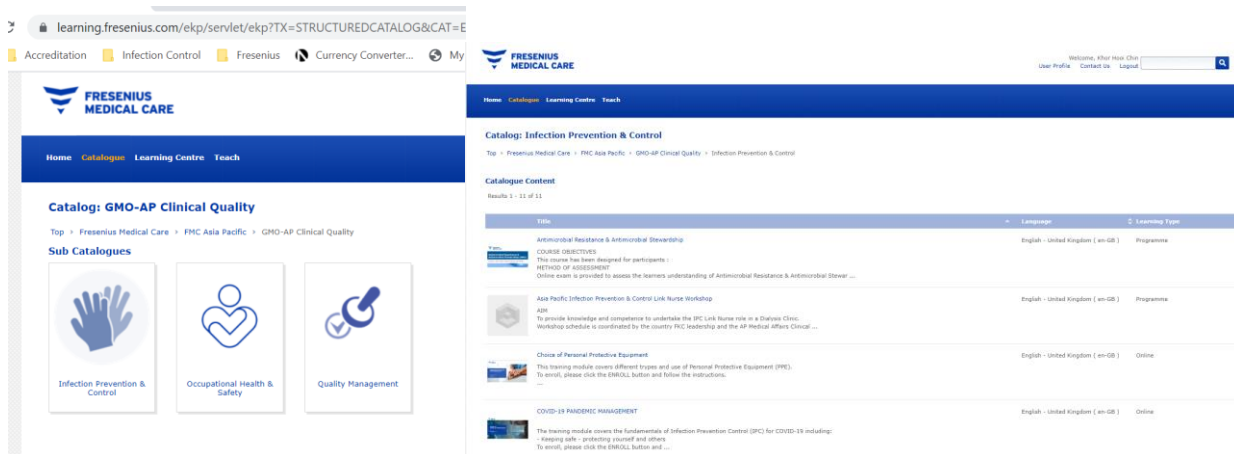 learning.fresenius.com/ekp/servlet/ekp?TX=STRUCTUREDCATALOG&CAT=E
Accreditation Infection Control Fresenius Currency Converter... My
FRESENIUS
MEDICAL CARE
Home Catalogue Learning Centre Teach
Catalog: GMO-AP Clinical Quality
Top › Fresenius Medical Care › FMC Asia Pacific › GMO-AP Clinical Quality
Sub Catalogues
Infection Prevention &
Control
Occupational Health &
Safety
Quality Management
FRESENIUS
MEDICAL CARE
Welcome, Khor Hooi Chin
User Profile Contact Us Logout
Home Catalogue Learning Centre Teach
Catalog: Infection Prevention & Control
Top › Fresenius Medical Care › FMC Asia Pacific › GMO-AP Clinical Quality › Infection Prevention & Control
Catalogue Content
Results 1 - 11 of 11
Title Language Learning Type
Antimicrobial Resistance & Antimicrobial Stewardship English - United Kingdom ( en-GB ) Programme
COURSE OBJECTIVES
This course has been designed for participants :
METHOD OF ASSESSMENT
Online exam is provided to assess the learners understanding of Antimicrobial Resistance & Antimicrobial Stewar ...
Asia Pacific Infection Prevention & Control Link Nurse Workshop English - United Kingdom ( en-GB ) Programme
AIM
To provide knowledge and competence to undertake the IPC Link Nurse role in a Dialysis Clinic.
Workshop schedule is coordinated by the country FKC leadership and the AP Medical Affairs Clinical ...
Choice of Personal Protective Equipment English - United Kingdom ( en-GB ) Online
This training module covers different trypes and use of Personal Protective Equipment (PPE).
To enroll, please click the ENROLL button and follow the instructions.
...
COVID-19 PANDEMIC MANAGEMENT English - United Kingdom ( en-GB ) Online
The training module covers the fundamentals of Infection Prevention Control (IPC) for COVID-19 including:
- Keeping safe - protecting yourself and others
To enroll, please click the ENROLL button and ...